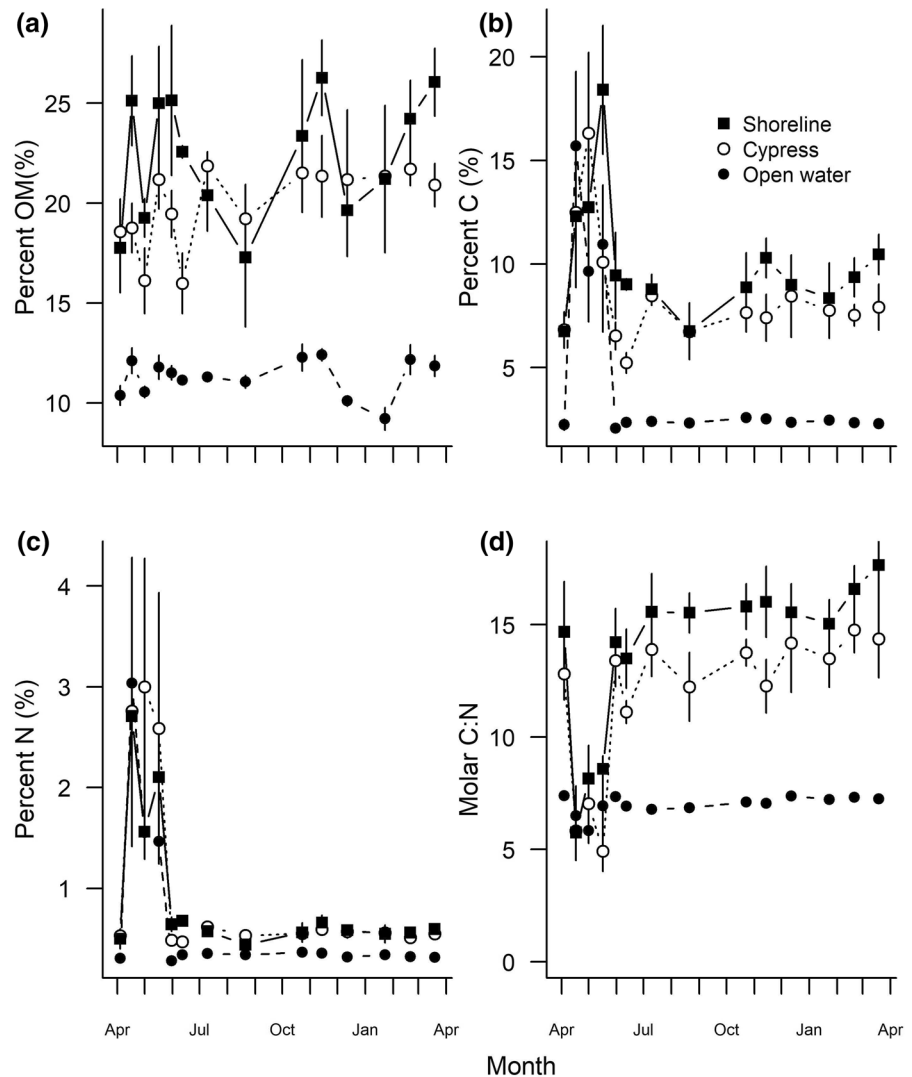 (a)
Percent OM(%)
25
20
15
10
(b)
Percent C (%)
20
15
10
5
0
Shoreline
Cypress
Open water
(c)
Percent N (%)
4
3
2
1
Apr Jul Oct Jan Apr
(d)
Molar C:N
15
10
5
0
Apr Jul Oct Jan Apr
Month